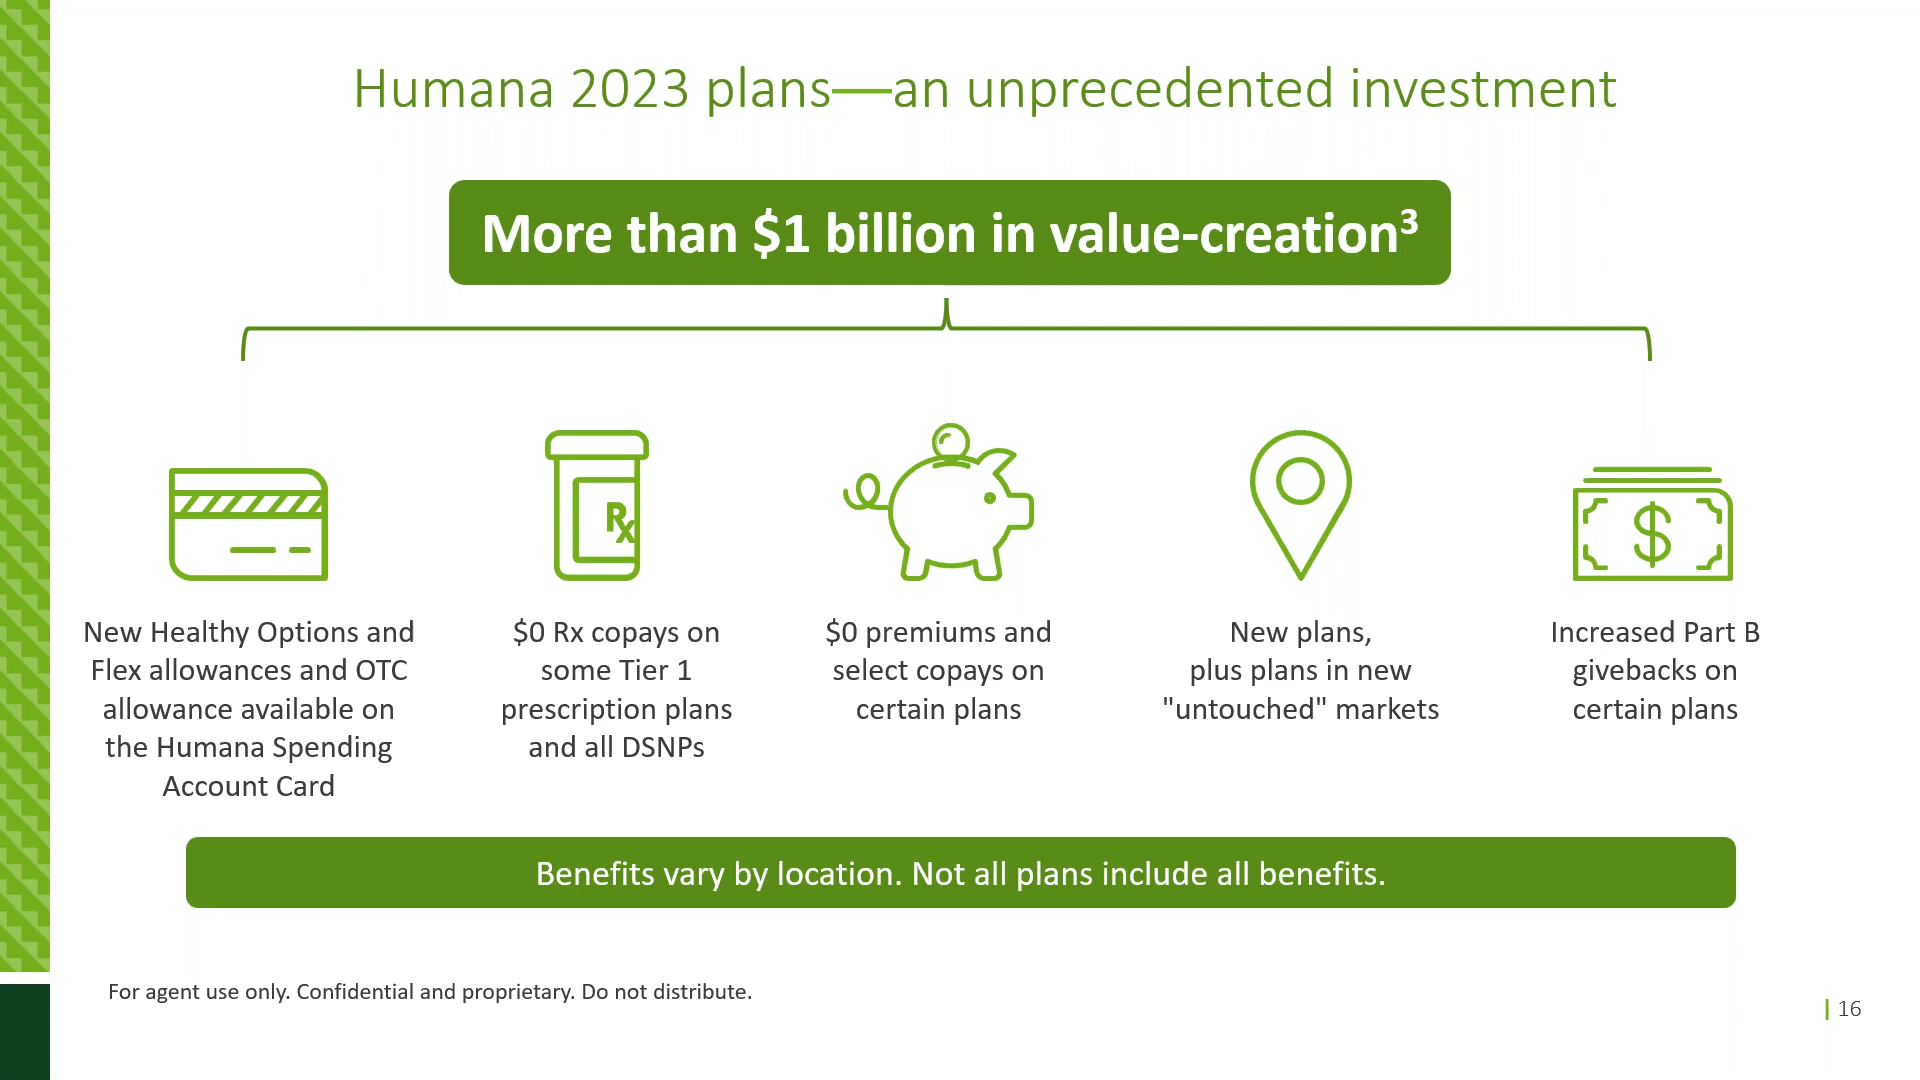 Humana 2023 plans—an unprecedented investment
More than $1 billion in value-creation³
Rx
$
New Healthy Options and
Flex allowances and OTC
allowance available on
the Humana Spending
Account Card
$0 Rx copays on
some Tier 1
prescription plans
and all DSNPs
$0 premiums and
select copays on
certain plans
New plans,
plus plans in new
"untouched" markets
Increased Part B
givebacks on
certain plans
Benefits vary by location. Not all plans include all benefits.
For agent use only. Confidential and proprietary. Do not distribute.
| 16